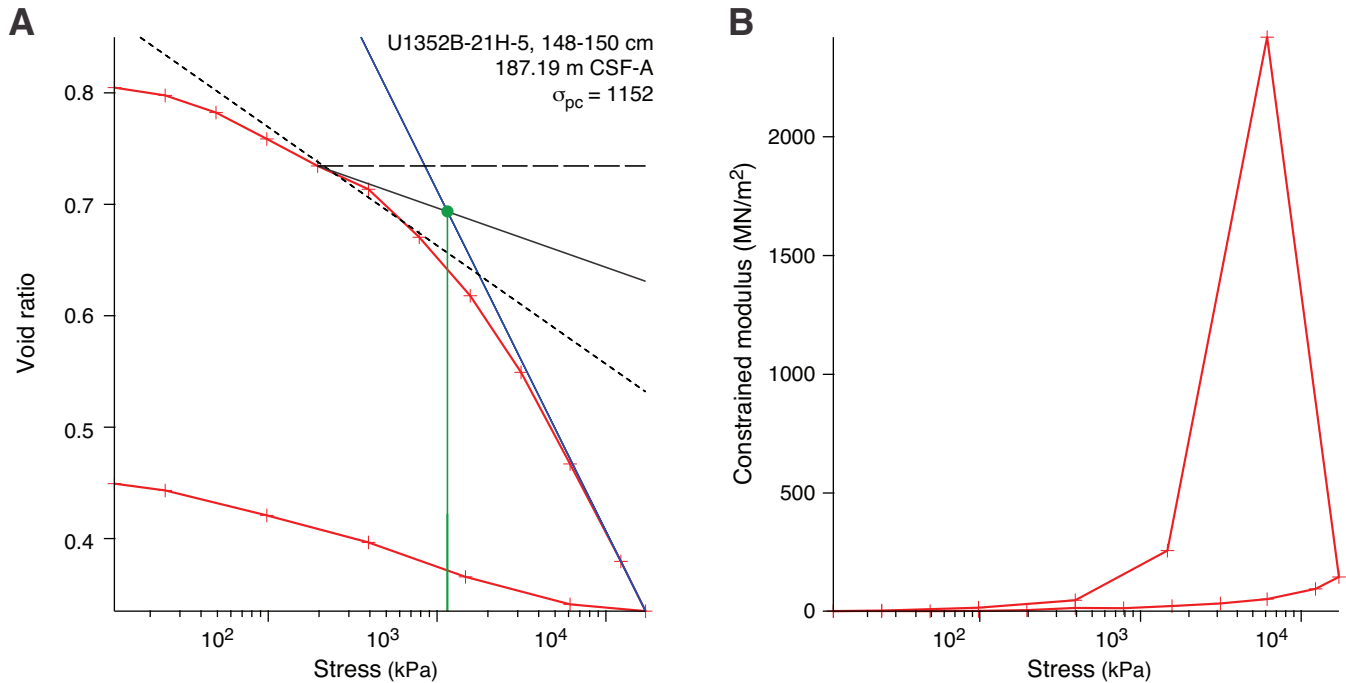 A
U1352B-21H-5, 148-150 cm
187.19 m CSF-A
σpc = 1152
0.8
0.7
0.6
0.5
0.4
Void ratio
10²
10³
10⁴
Stress (kPa)
B
2000
1500
1000
500
0
Constrained modulus (MN/m²)
10²
10³
10⁴
Stress (kPa)